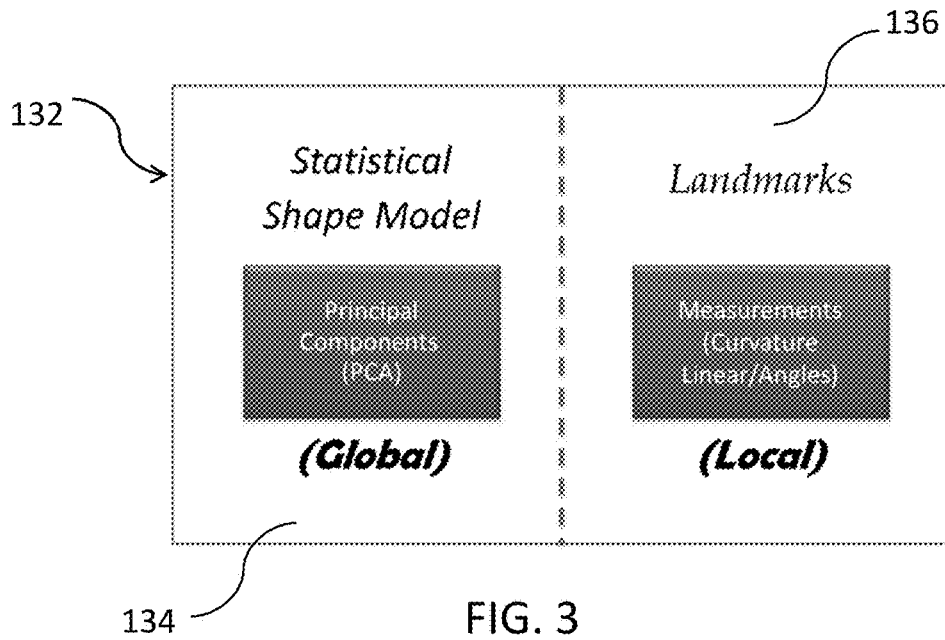 136
132
Statistical
Shape Model
Landmarks
Principal
Components
(PCA)
Measurements
(Curvature
Linear/Angles)
(Global)
(Local)
134
FIG. 3